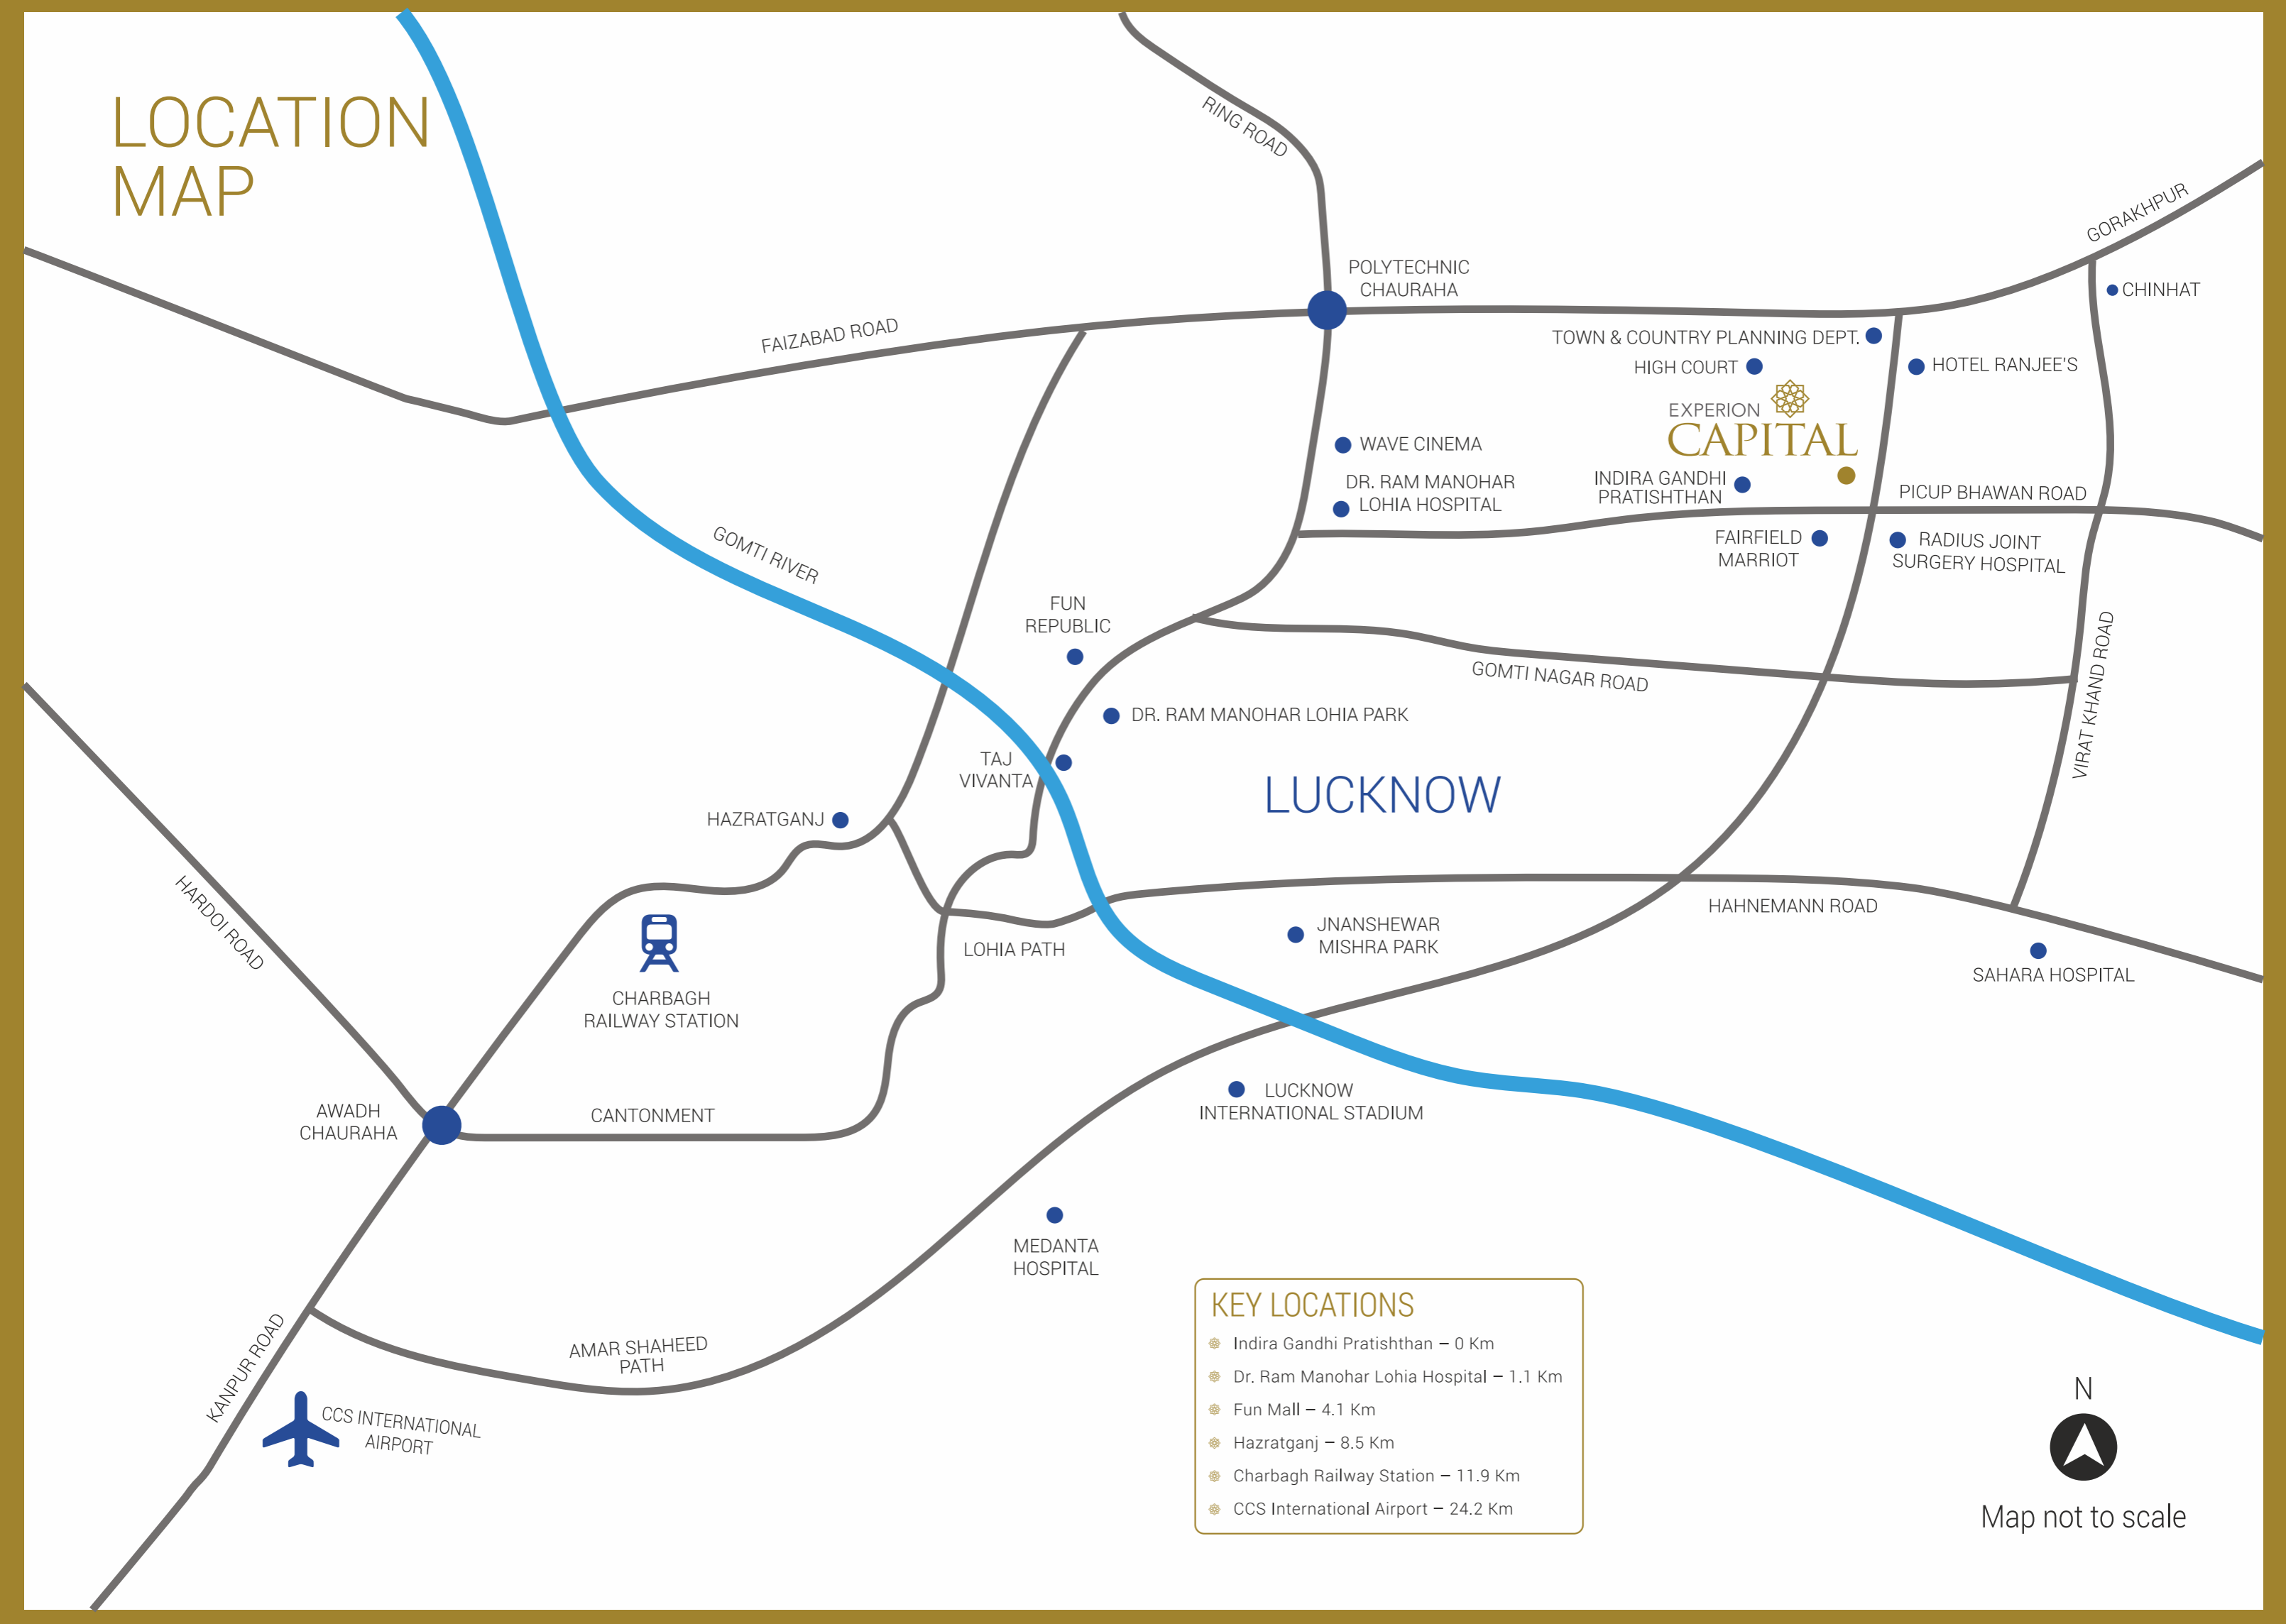 LOCATION
MAP
RING ROAD
GORAKHPUR
POLYTECHNIC
CHAURAHA
CHINHAT
FAIZABAD ROAD
TOWN & COUNTRY PLANNING DEPT.
HIGH COURT
HOTEL RANJEE'S
EXPERION
CAPITAL
WAVE CINEMA
DR. RAM MANOHAR
LOHIA HOSPITAL
INDIRA GANDHI
PRATISHTHAN
PICUP BHAWAN ROAD
FAIRFIELD
MARRIOT
RADIUS JOINT
SURGERY HOSPITAL
GOMTI RIVER
FUN
REPUBLIC
GOMTI NAGAR ROAD
VIRAT KHAND ROAD
DR. RAM MANOHAR LOHIA PARK
TAJ
VIVANTA
LUCKNOW
HAZRATGANJ
HARDOI ROAD
HAHNEMANN ROAD
JNANSHEWAR
MISHRA PARK
LOHIA PATH
SAHARA HOSPITAL
CHARBAGH
RAILWAY STATION
LUCKNOW
INTERNATIONAL STADIUM
AWADH
CHAURAHA
CANTONMENT
MEDANTA
HOSPITAL
KANPUR ROAD
AMAR SHAHEED
PATH
CCS INTERNATIONAL
AIRPORT
KEY LOCATIONS
Indira Gandhi Pratishthan – 0 Km
Dr. Ram Manohar Lohia Hospital – 1.1 Km
Fun Mall – 4.1 Km
Hazratganj – 8.5 Km
Charbagh Railway Station – 11.9 Km
CCS International Airport – 24.2 Km
N
Map not to scale